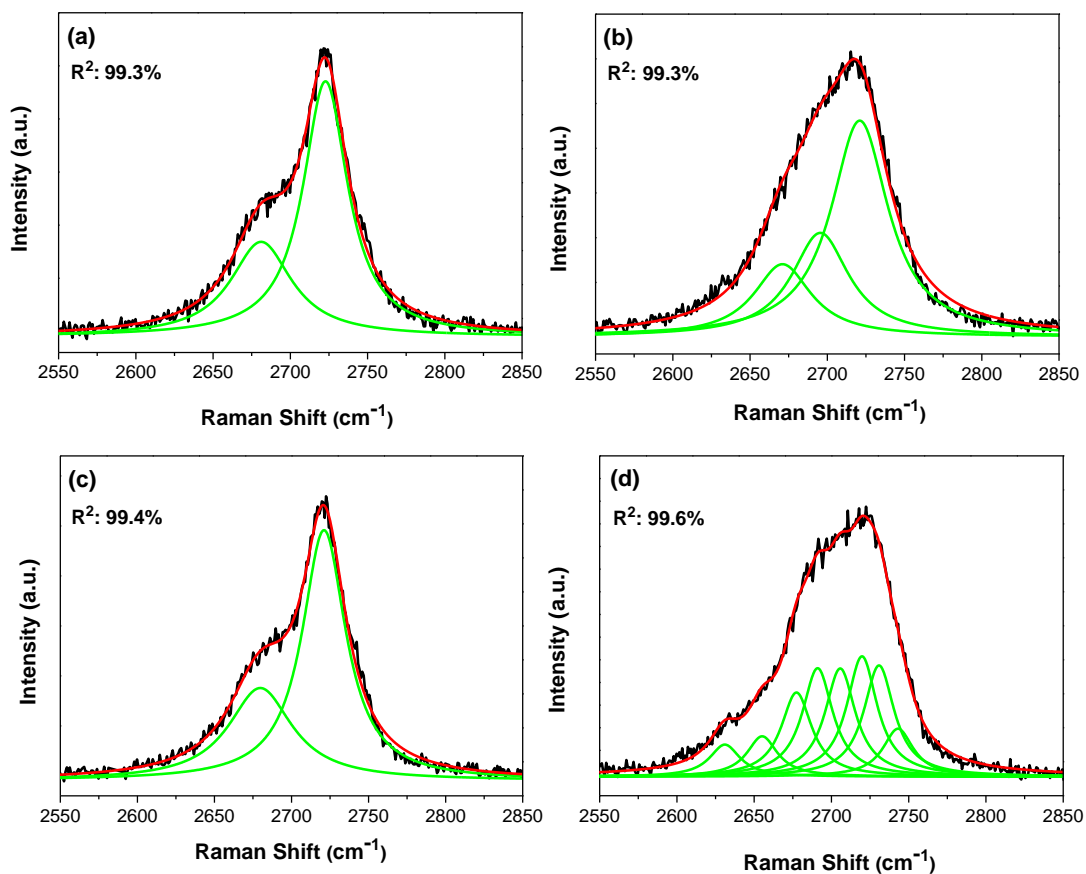 (a)
R²: 99.3%
Intensity (a.u.)
2550 2600 2650 2700 2750 2800 2850
Raman Shift (cm⁻¹)
(b)
R²: 99.3%
Intensity (a.u.)
2550 2600 2650 2700 2750 2800 2850
Raman Shift (cm⁻¹)
(c)
R²: 99.4%
Intensity (a.u.)
2550 2600 2650 2700 2750 2800 2850
Raman Shift (cm⁻¹)
(d)
R²: 99.6%
Intensity (a.u.)
2550 2600 2650 2700 2750 2800 2850
Raman Shift (cm⁻¹)